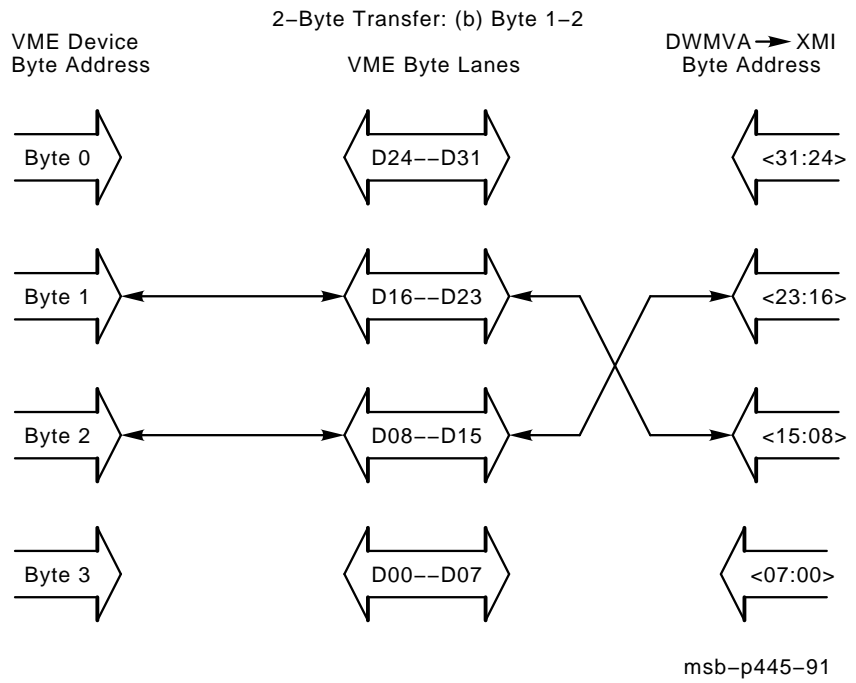 2−Byte Transfer: (b) Byte 1−2
VME Device
Byte Address
VME Byte Lanes
DWMVA XMI
Byte Address
Byte 0
D24−−D31
<31:24>
Byte 1
D16−−D23
<23:16>
Byte 2
D08−−D15
<15:08>
Byte 3
D00−−D07
<07:00>
msb−p445−91